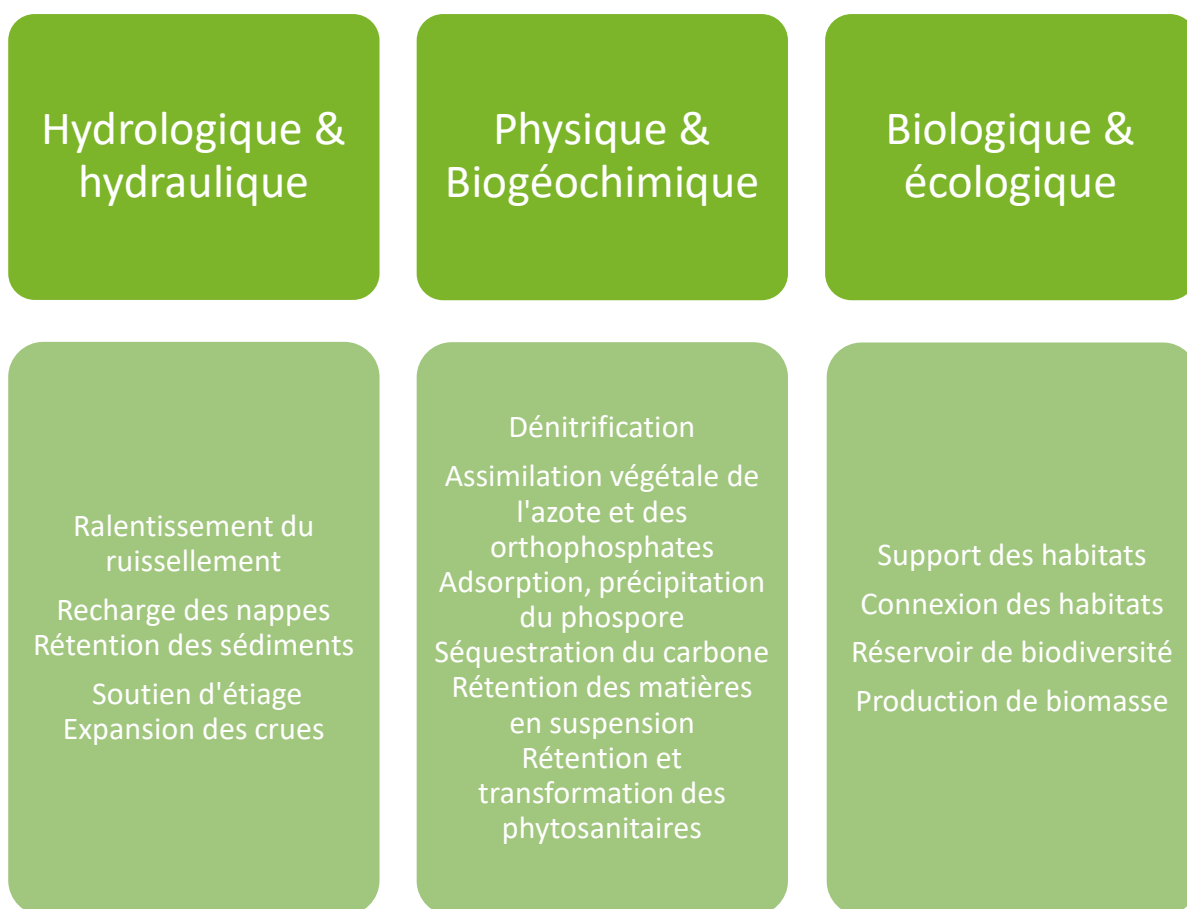 Hydrologique &
hydraulique
Physique &
Biogéochimique
Biologique &
écologique
Ralentissement du
ruissellement
Recharge des nappes
Rétention des sédiments
Soutien d'étiage
Expansion des crues
Dénitrification
Assimilation végétale de
l'azote et des
orthophosphates
Adsorption, précipitation
du phospore
Séquestration du carbone
Rétention des matières
en suspension
Rétention et
transformation des
phytosanitaires
Support des habitats
Connexion des habitats
Réservoir de biodiversité
Production de biomasse